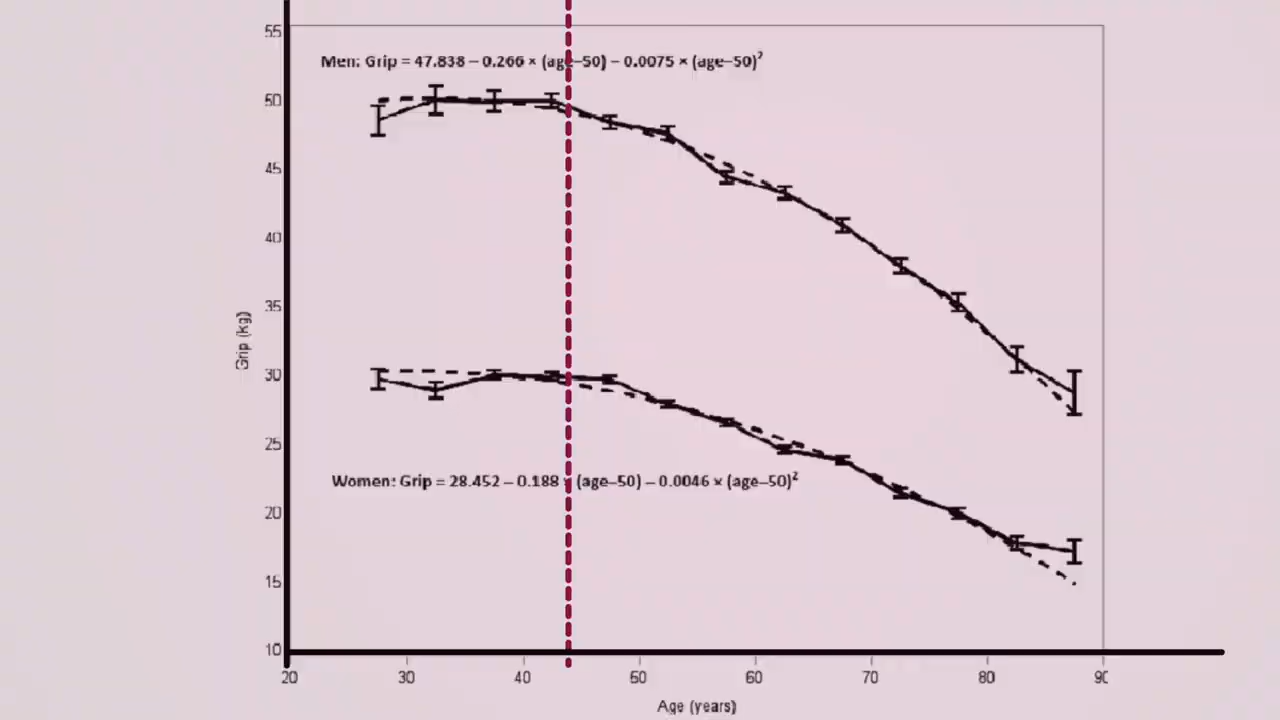 55
Men: Grip = 47.838 – 0.266 × (age–50) – 0.0075 × (age–50)²
50
45
40
35
Grip (kg)
30
25
Women: Grip = 28.452 – 0.188 × (age–50) – 0.0046 × (age–50)²
20
15
10
20 30 40 50 60 70 80 90
Age (years)